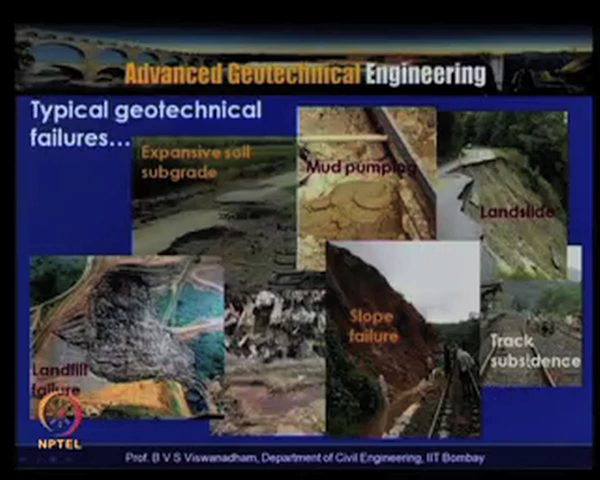 Advanced Geotechnical Engineering
Typical geotechnical
failures...
Expansive soil
subgrade
Mud pumping
Landslide
Slope
failure
Track
subsidence
Landfill
failure
NPTEL
Prof. B V S Viswanadham, Department of Civil Engineering, IIT Bombay